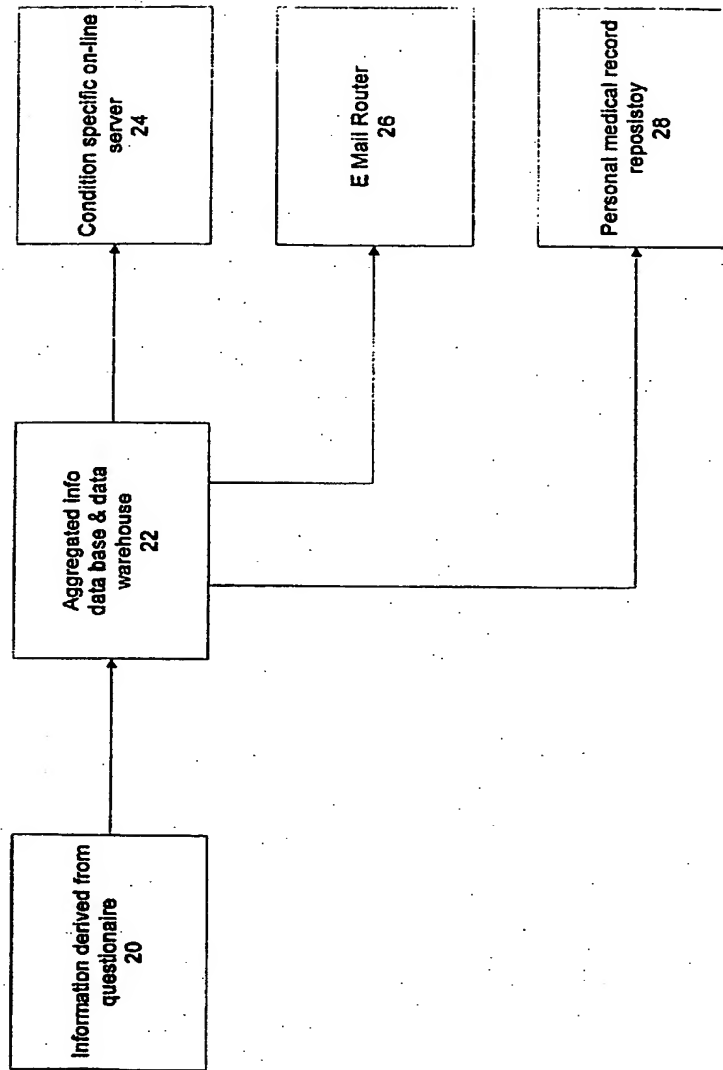 Information derived from
questionaire
20
Aggregated info
data base & data
warehouse
22
Condition specific on-line
server
24
E Mail Router
26
Personal medical record
reposistoy
28